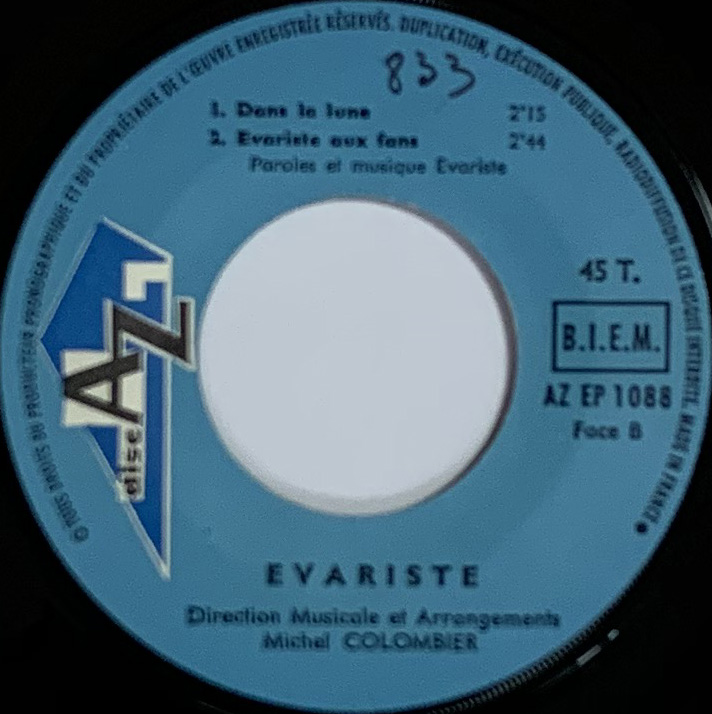 © TOUS DROITS DU PRODUCTEUR PHONOGRAPHIQUE ET DU PROPRIÉTAIRE DE L'ŒUVRE ENREGISTRÉE RÉSERVÉS. DUPLICATION, EXÉCUTION PUBLIQUE, RADIODIFFUSION DE CE DISQUE INTERDITE. MADE IN FRANCE
833
1. Dans la lune 2'15
2. Evariste aux fans 2'44
Paroles et musique Evariste
disc AZ
45 T.
B.I.E.M.
AZ EP 1088
Face B
EVARISTE
Direction Musicale et Arrangements
Michel COLOMBIER